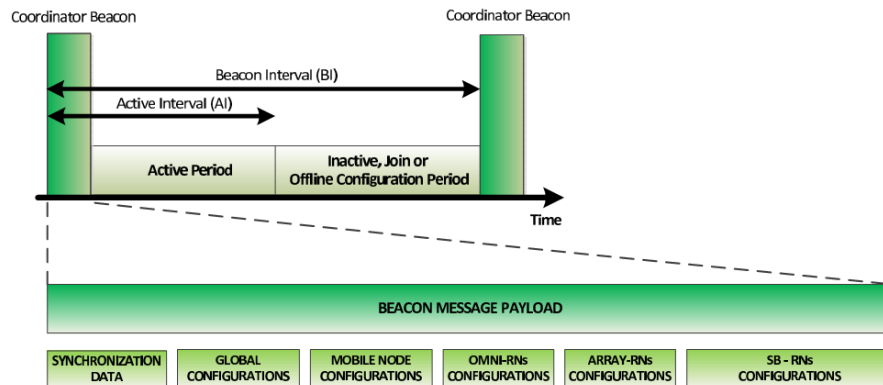 Coordinator Beacon
Coordinator Beacon
Beacon Interval (BI)
Active Interval (AI)
Active Period
Inactive, Join or
Offline Configuration Period
Time
BEACON MESSAGE PAYLOAD
SYNCHRONIZATION
DATA
GLOBAL
CONFIGURATIONS
MOBILE NODE
CONFIGURATIONS
OMNI-RNs
CONFIGURATIONS
ARRAY-RNs
CONFIGURATIONS
SB - RNs
CONFIGURATIONS